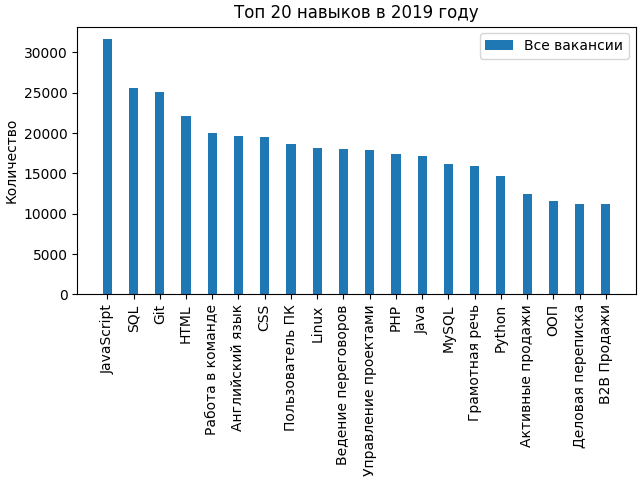 Топ 20 навыков в 2019 году
Все вакансии
Количество
30000
25000
20000
15000
10000
5000
0
JavaScript
SQL
Git
HTML
Работа в команде
Английский язык
CSS
Пользователь ПК
Linux
Ведение переговоров
Управление проектами
PHP
Java
MySQL
Грамотная речь
Python
Активные продажи
ООП
Деловая переписка
B2B Продажи